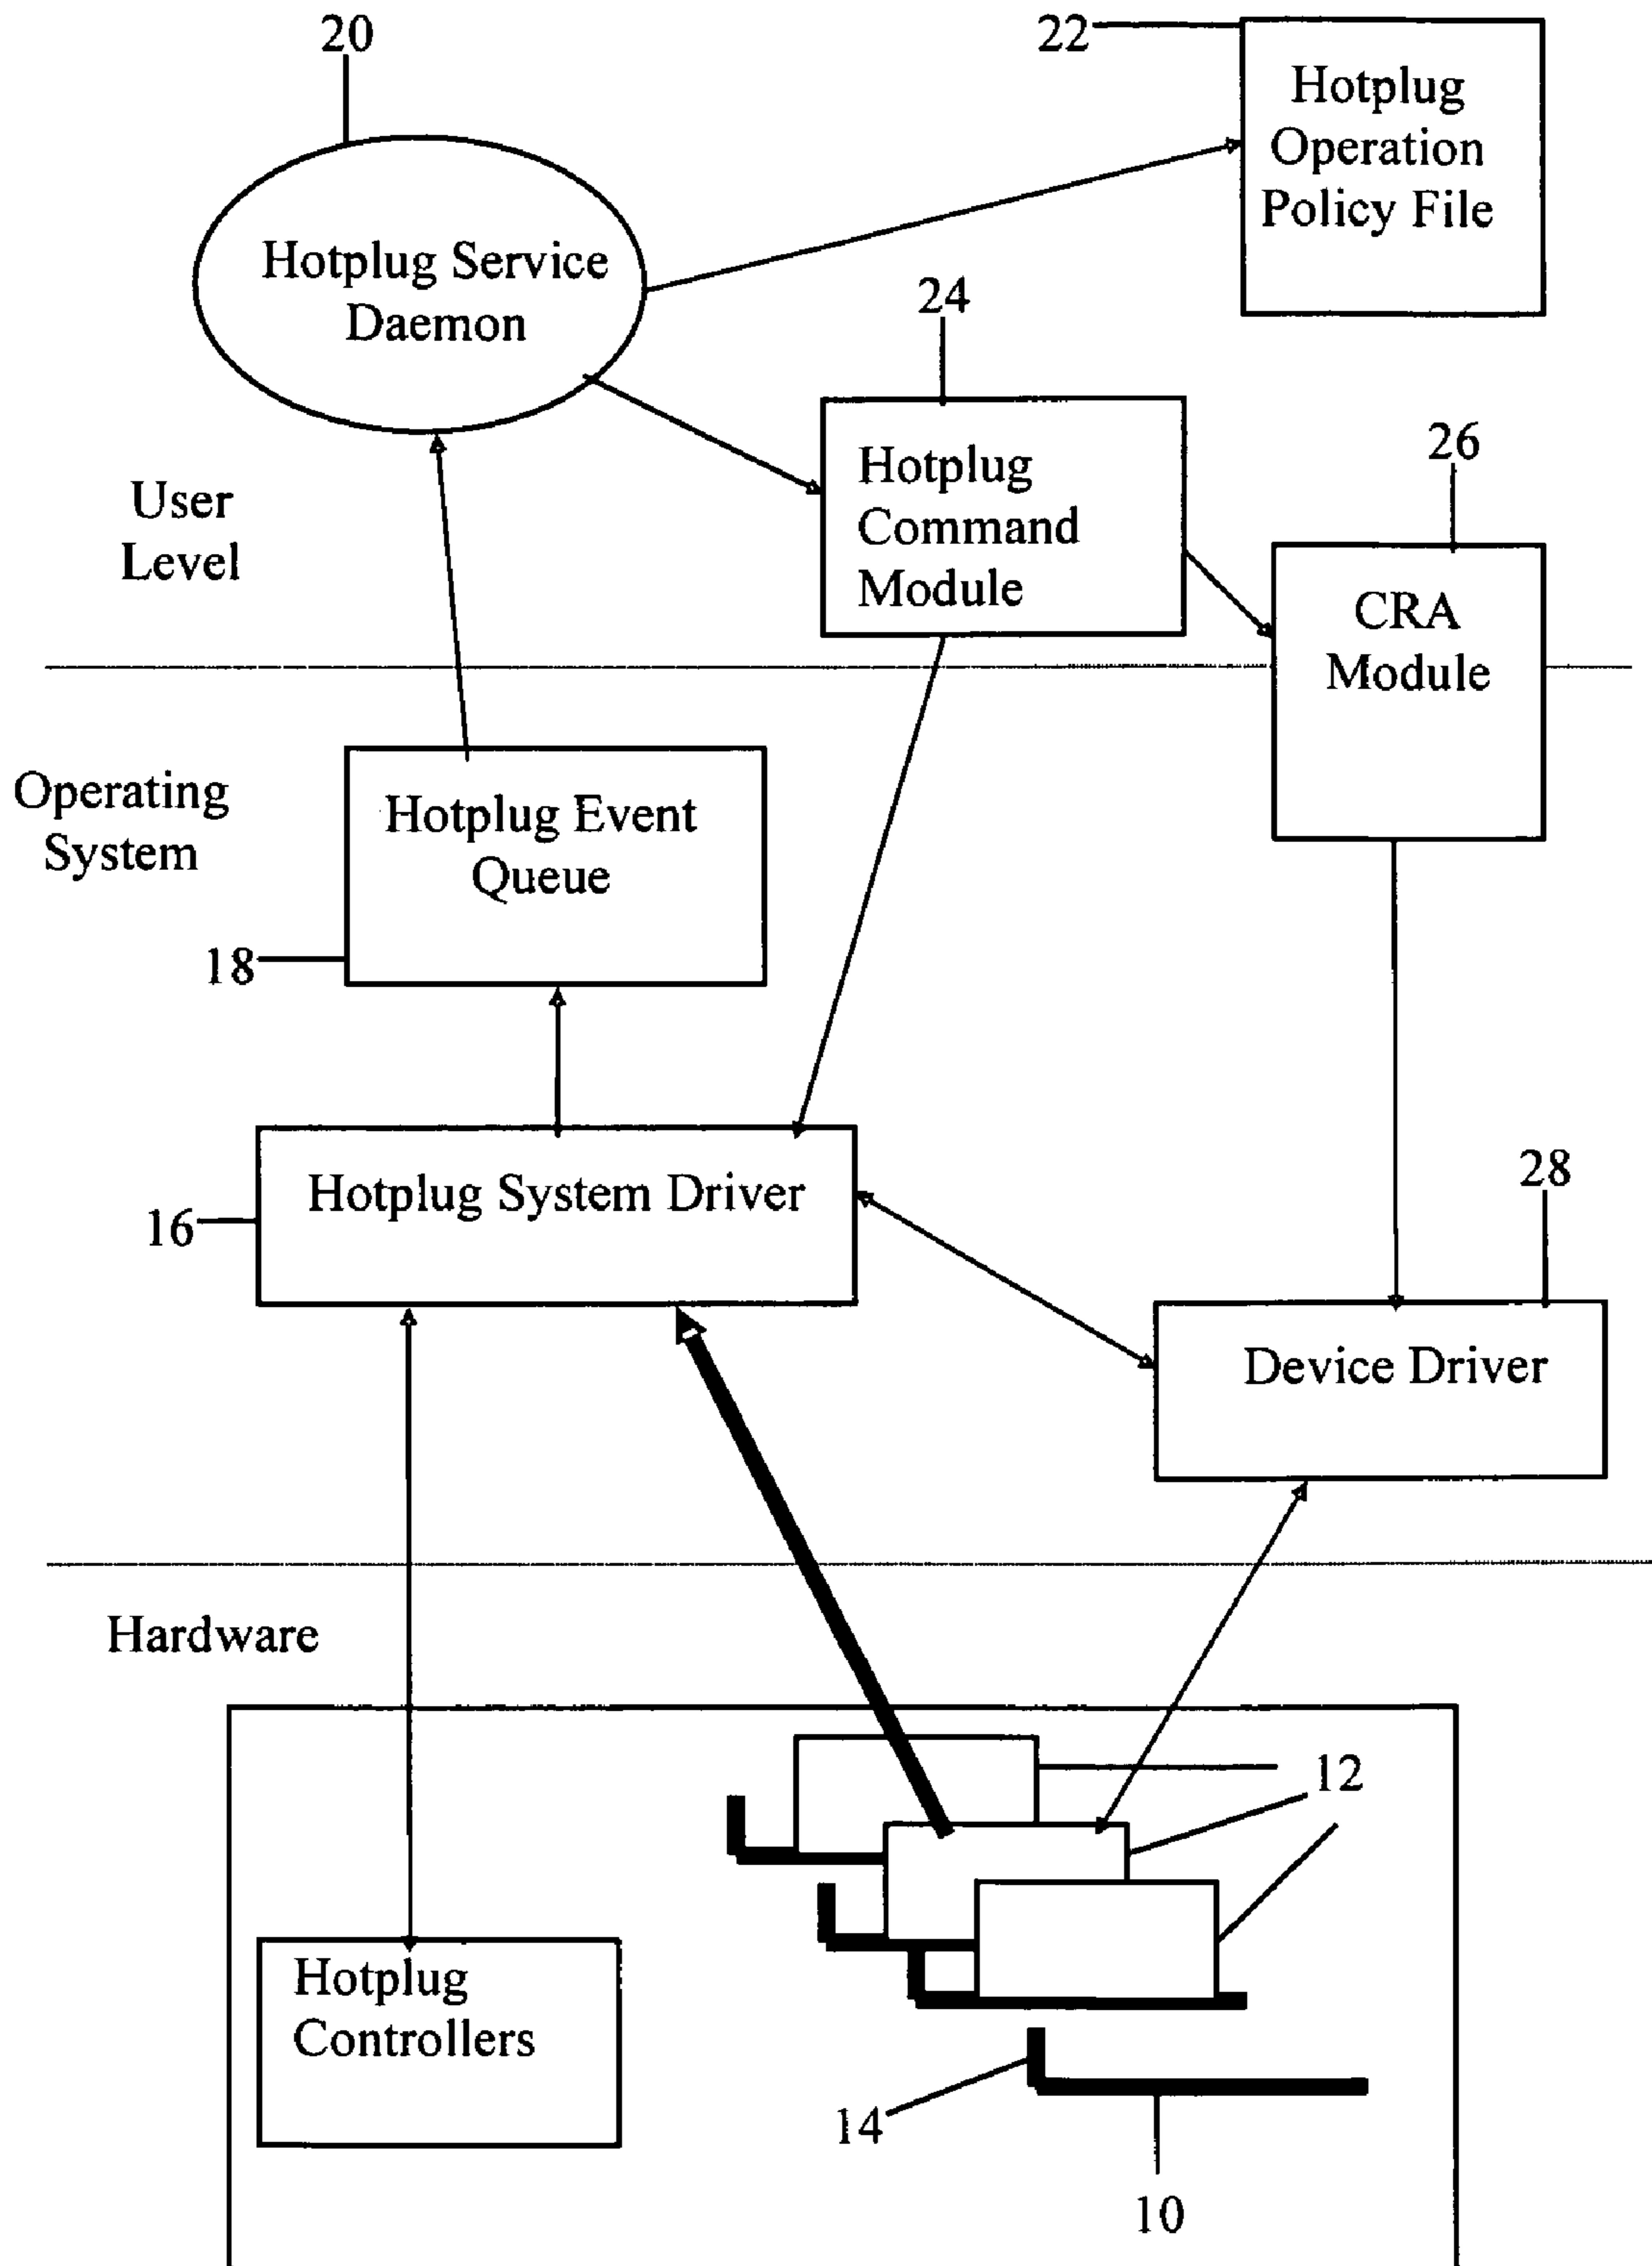 20
22
Hotplug
Operation
Policy File
Hotplug Service
Daemon
24
26
User
Level
Hotplug
Command
Module
CRA
Module
Operating
System
Hotplug Event
Queue
18
Hotplug System Driver
16
28
Device Driver
Hardware
12
Hotplug
Controllers
14
10